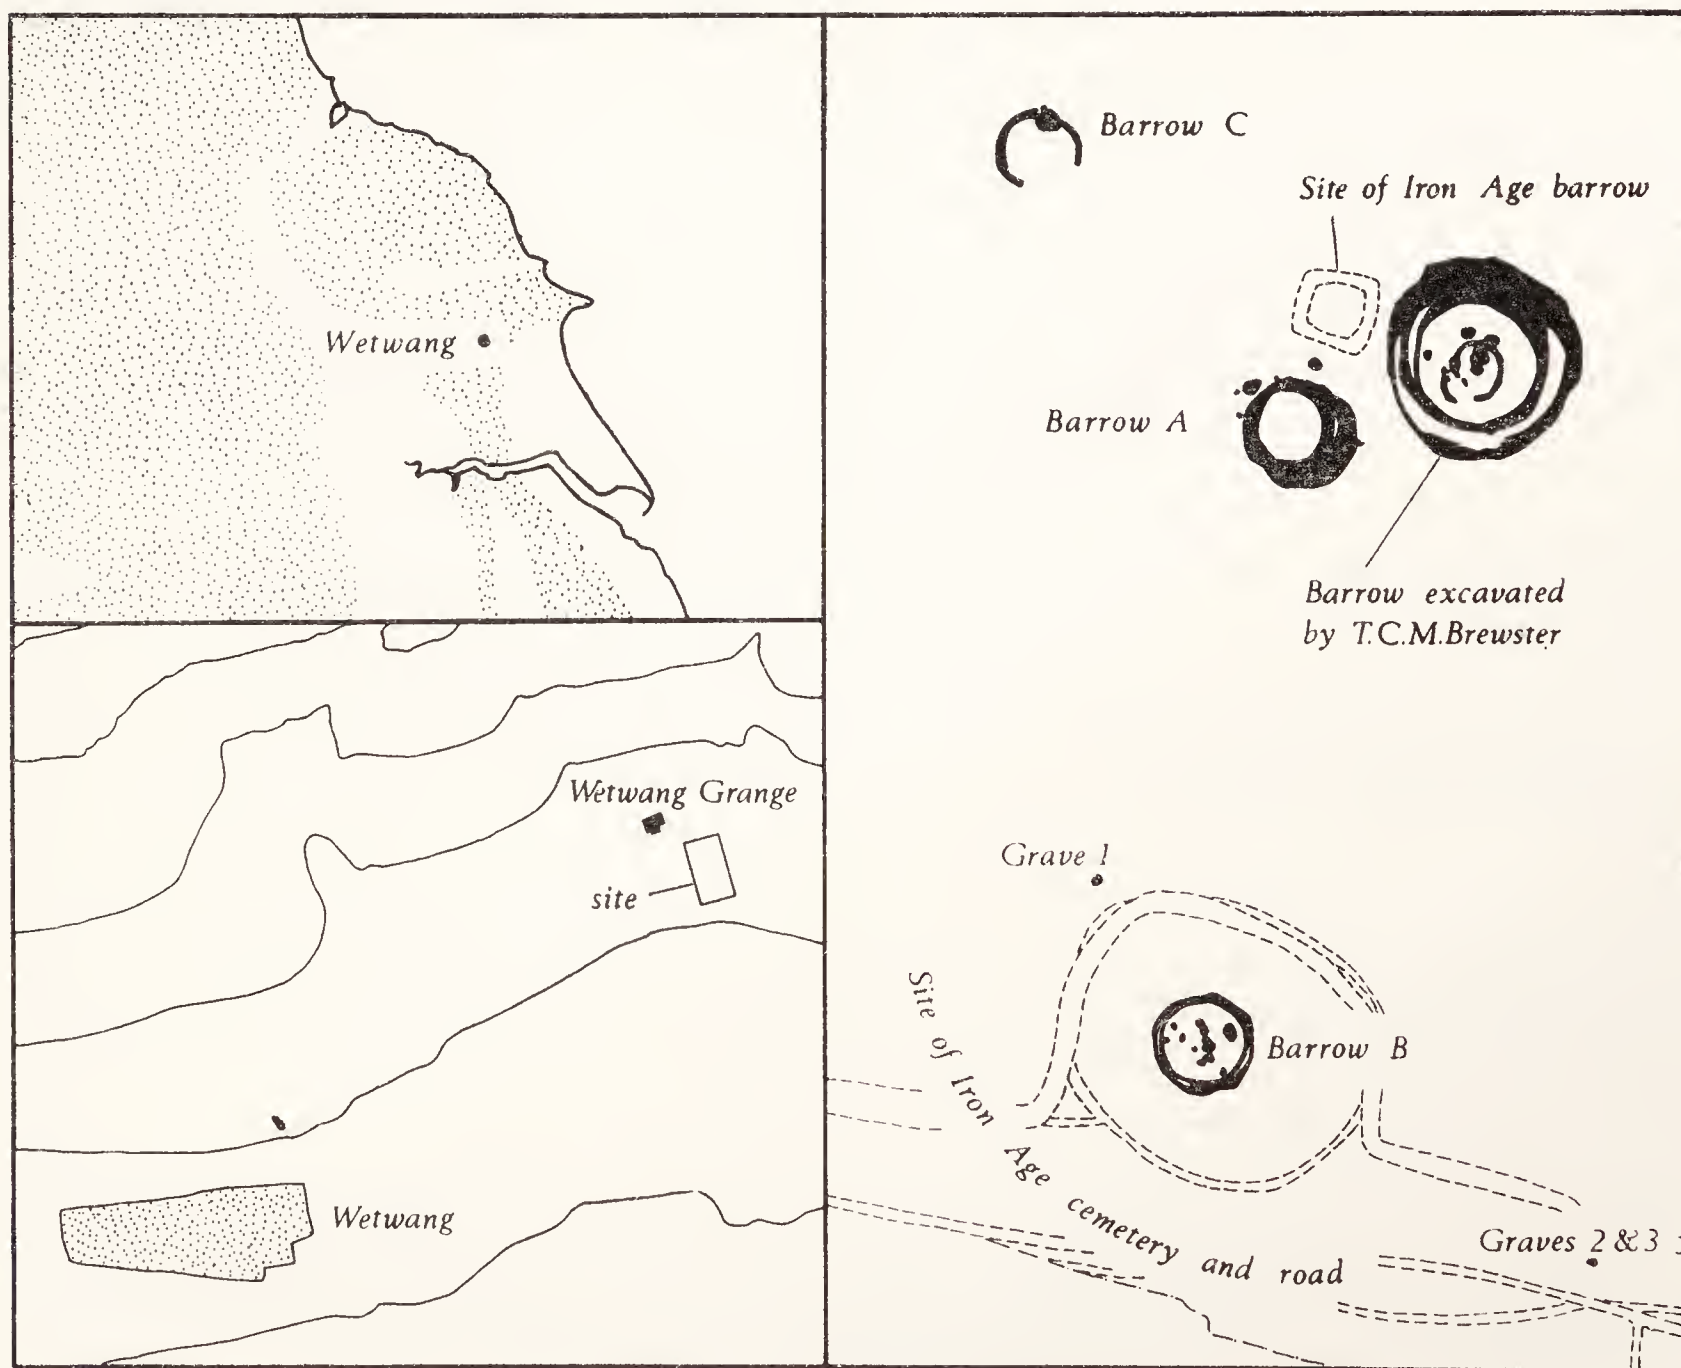 Wetwang
Wetwang Grange
site
Wetwang
Barrow C
Site of Iron Age barrow
Barrow A
Barrow excavated
by T.C.M.Brewster
Grave 1
Barrow B
Site of Iron Age cemetery and road
Graves 2 & 3